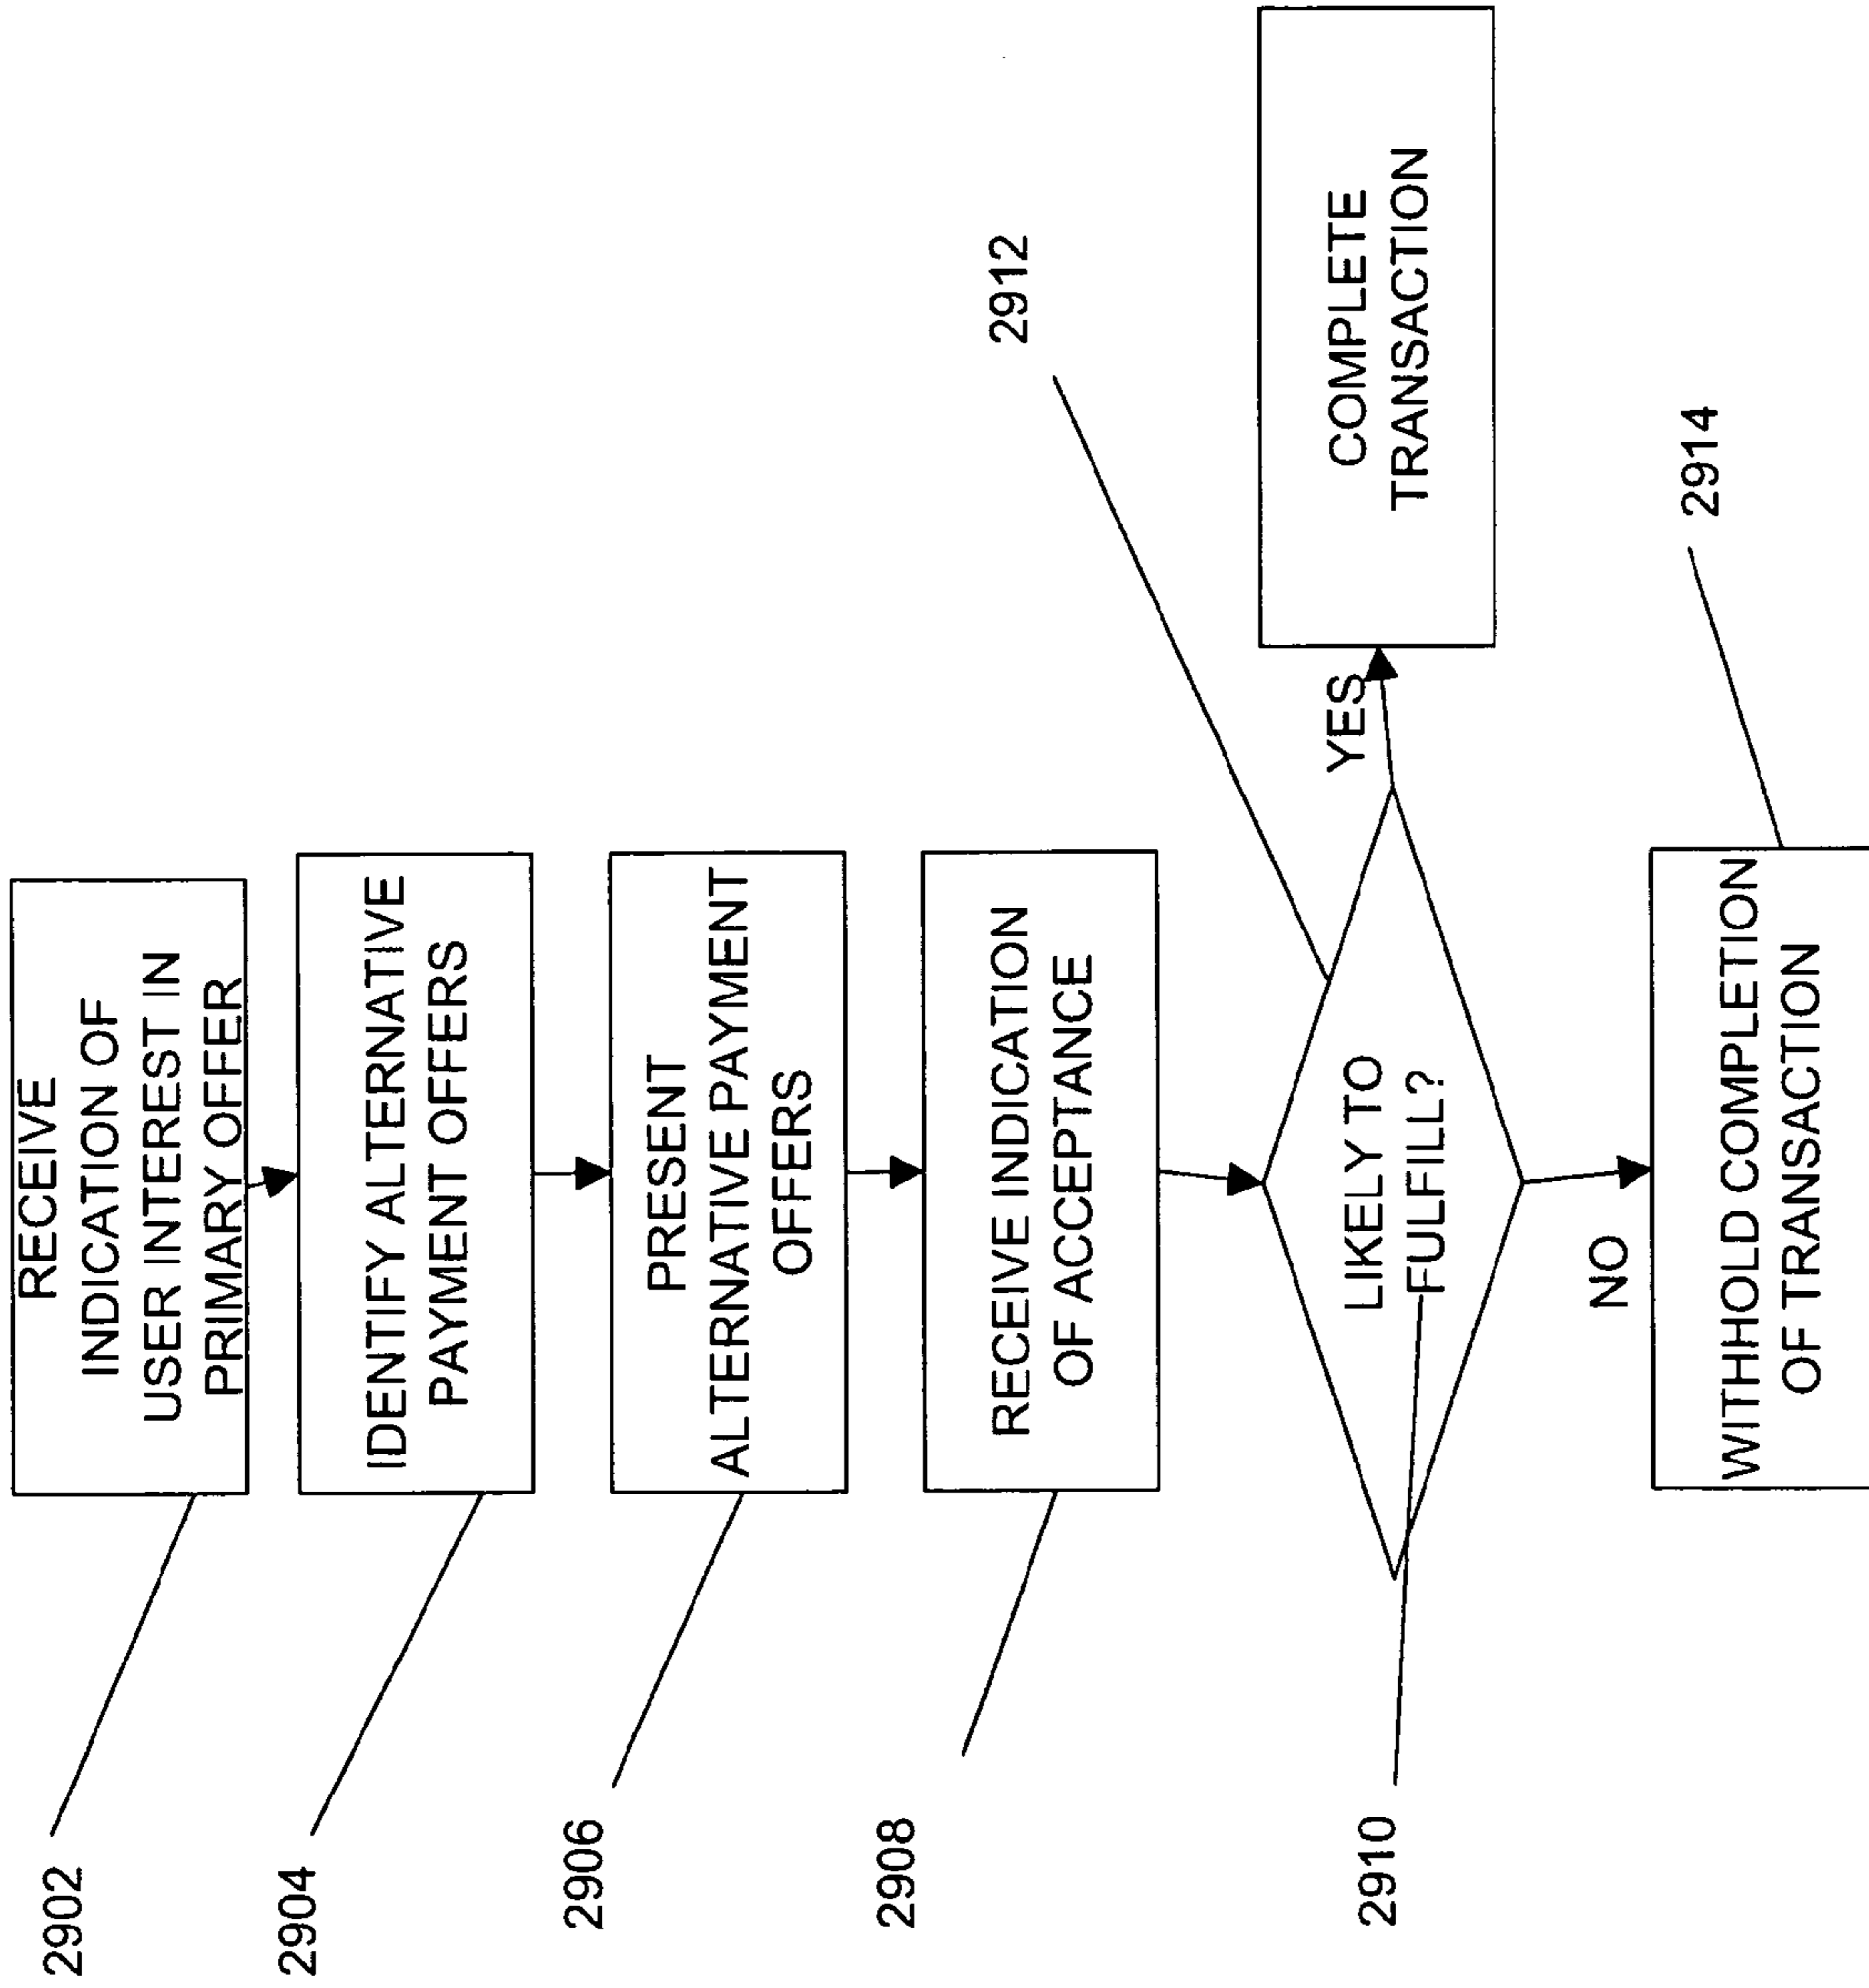 2902
RECEIVE
INDICATION OF
USER INTEREST IN
PRIMARY OFFER
2904
IDENTIFY ALTERNATIVE
PAYMENT OFFERS
2906
PRESENT
ALTERNATIVE PAYMENT
OFFERS
2908
RECEIVE INDICATION
OF ACCEPTANCE
2912
2910
LIKELY TO
FULFILL?
YES
COMPLETE
TRANSACTION
NO
2914
WITHHOLD COMPLETION
OF TRANSACTION